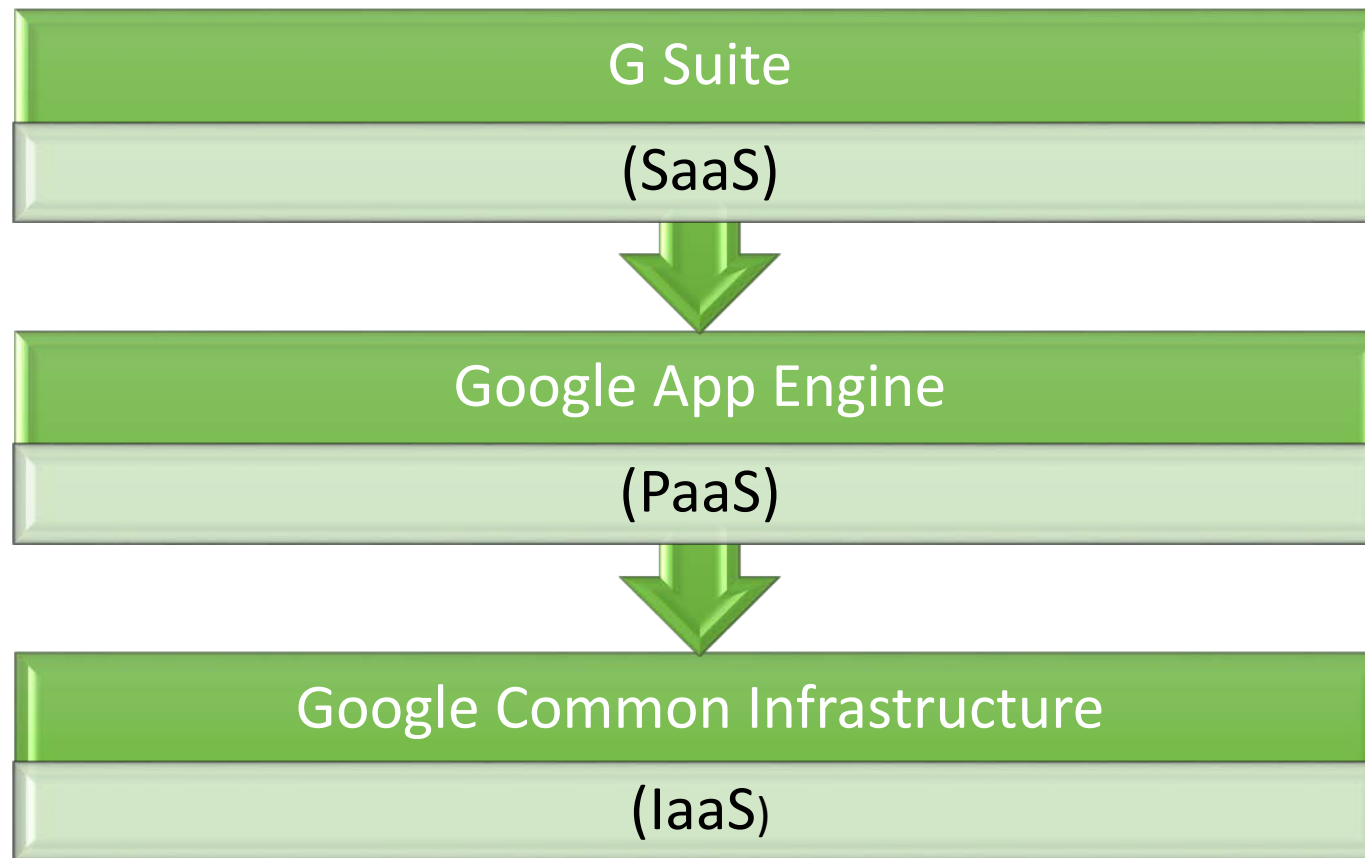 G Suite
(SaaS)
Google App Engine
(PaaS)
Google Common Infrastructure
(IaaS)